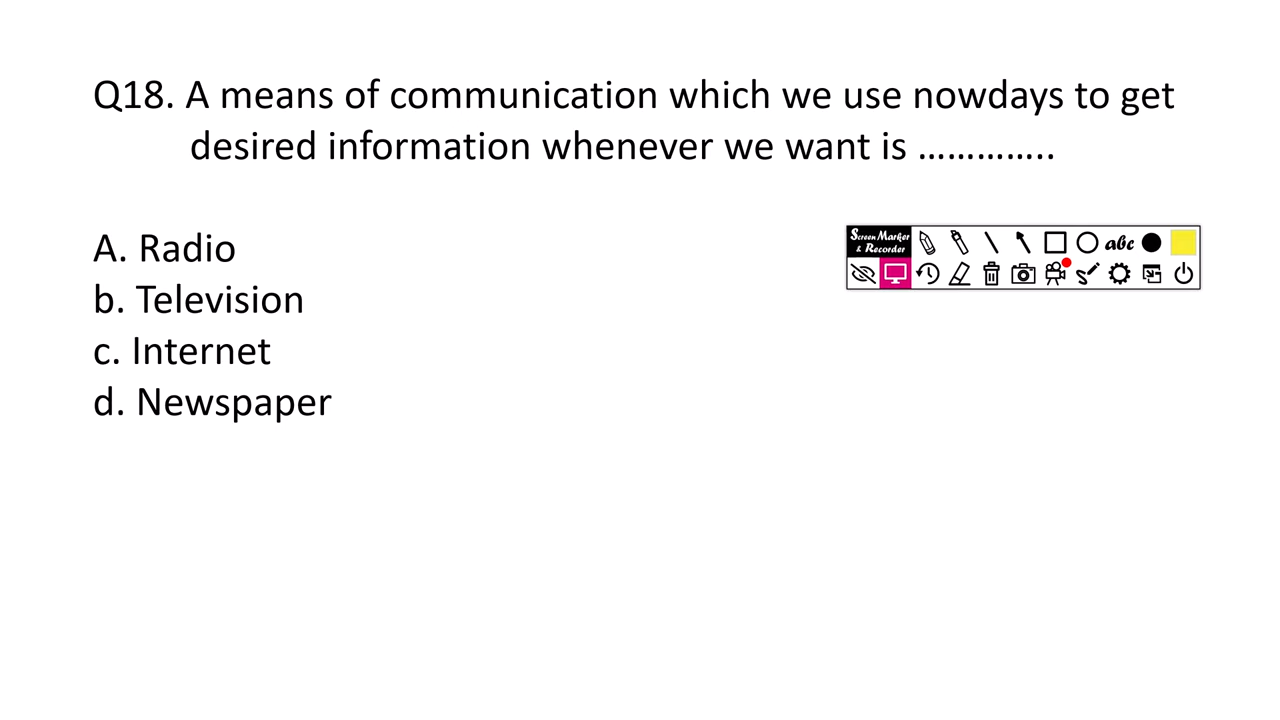 Q18. A means of communication which we use nowdays to get
desired information whenever we want is …………..
A. Radio
b. Television
c. Internet
d. Newspaper
Screen Marker
& Recorder
abc